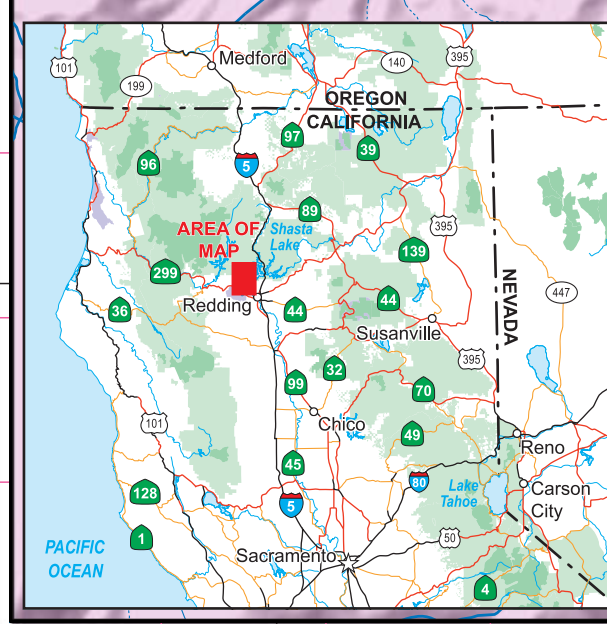 Medford
101
140
395
199
OREGON
CALIFORNIA
97
39
96
5
89
AREA OF
MAP
Shasta
Lake
395
139
299
NEVADA
447
44
36
Redding
44
Susanville
395
32
99
70
101
Chico
49
Reno
45
80
Lake
Tahoe
128
5
Carson
City
1
50
PACIFIC
OCEAN
Sacramento
4